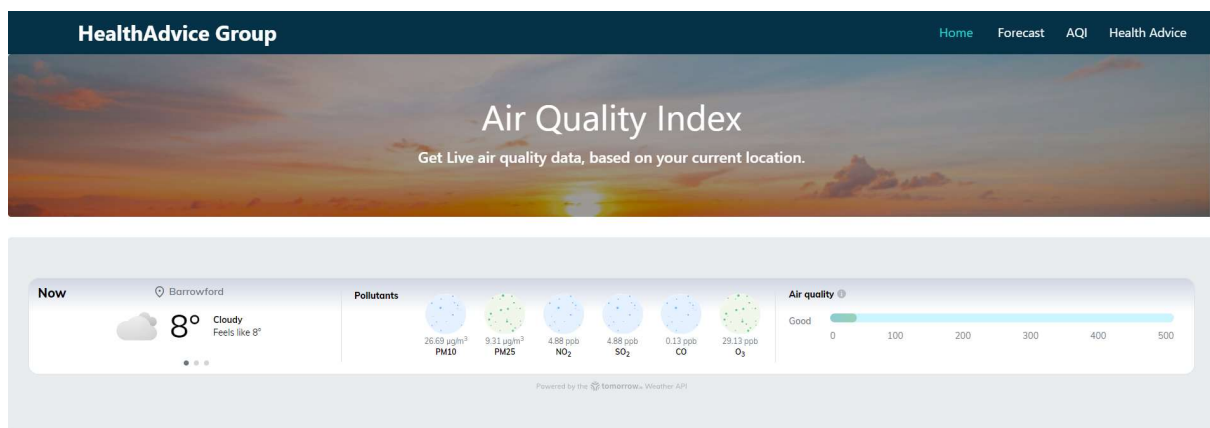 HealthAdvice Group
Home Forecast AQI Health Advice
Air Quality Index
Get Live air quality data, based on your current location.
Now
Barrowford
8°
Cloudy
Feels like 8°
Pollutants
26.69 µg/m³ 9.31 µg/m³ 4.88 ppb 4.88 ppb 0.13 ppb 29.13 ppb
PM10 PM25 NO₂ SO₂ CO O₃
Air quality
Good
0 100 200 300 400 500
Powered by the tomorrow.io Weather API